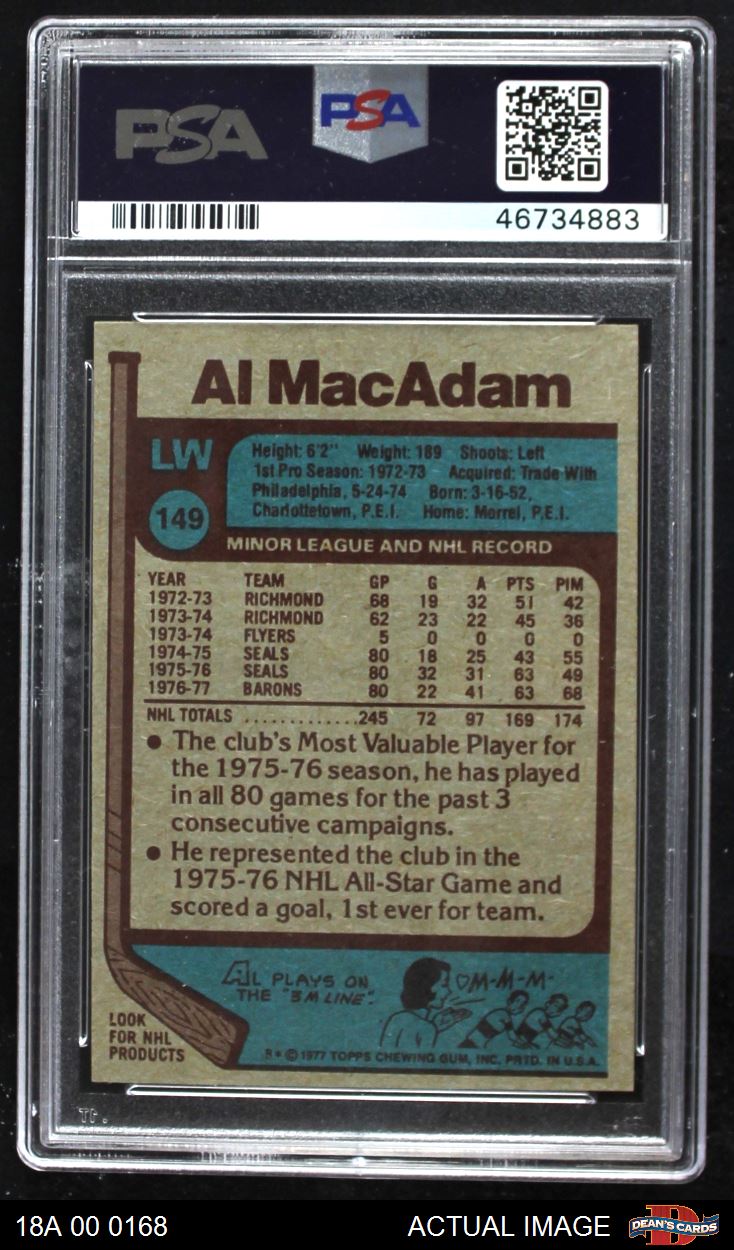 PSA
PSA
46734883
Al MacAdam
LW
149
Height: 6'2" Weight: 189 Shoots: Left
1st Pro Season: 1972-73 Acquired: Trade With
Philadelphia, 5-24-74 Born: 3-16-52,
Charlottetown, P.E.I. Home: Morrel, P.E.I.
MINOR LEAGUE AND NHL RECORD
YEAR TEAM GP G A PTS PIM
1972-73 RICHMOND 68 19 32 51 42
1973-74 RICHMOND 62 23 22 45 36
1973-74 FLYERS 5 0 0 0 0
1974-75 SEALS 80 18 25 43 55
1975-76 SEALS 80 32 31 63 49
1976-77 BARONS 80 22 41 63 68
NHL TOTALS .............245 72 97 169 174
• The club's Most Valuable Player for
the 1975-76 season, he has played
in all 80 games for the past 3
consecutive campaigns.
• He represented the club in the
1975-76 NHL All-Star Game and
scored a goal, 1st ever for team.
AL PLAYS ON
THE "3M LINE".
M-M-M-
LOOK
FOR NHL
PRODUCTS
B * © 1977 TOPPS CHEWING GUM, INC. PRTD. IN U.S.A.
18A 00 0168
ACTUAL IMAGE
DEAN'S CARDS